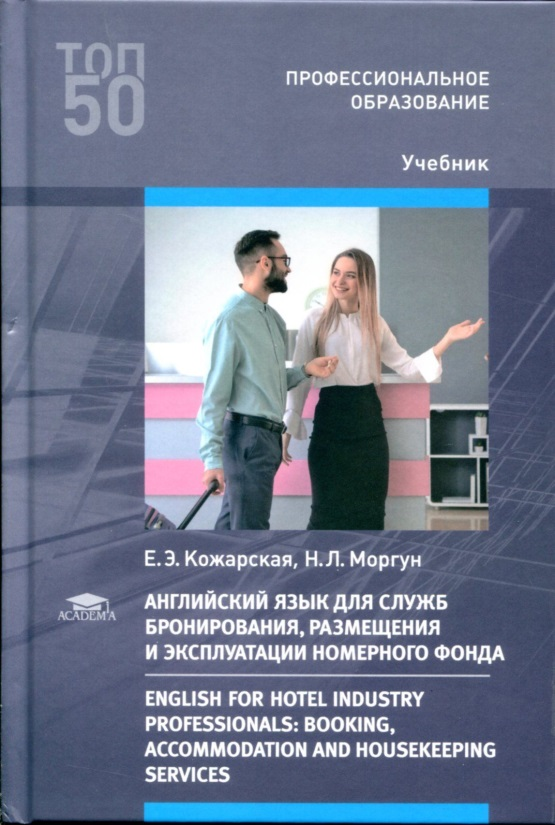 ТОП
50
ПРОФЕССИОНАЛЬНОЕ
ОБРАЗОВАНИЕ
Учебник
Е. Э. Кожарская, Н. Л. Моргун
ACADEMA
АНГЛИЙСКИЙ ЯЗЫК ДЛЯ СЛУЖБ
БРОНИРОВАНИЯ, РАЗМЕЩЕНИЯ
И ЭКСПЛУАТАЦИИ НОМЕРНОГО ФОНДА
ENGLISH FOR HOTEL INDUSTRY
PROFESSIONALS: BOOKING,
ACCOMMODATION AND HOUSEKEEPING
SERVICES